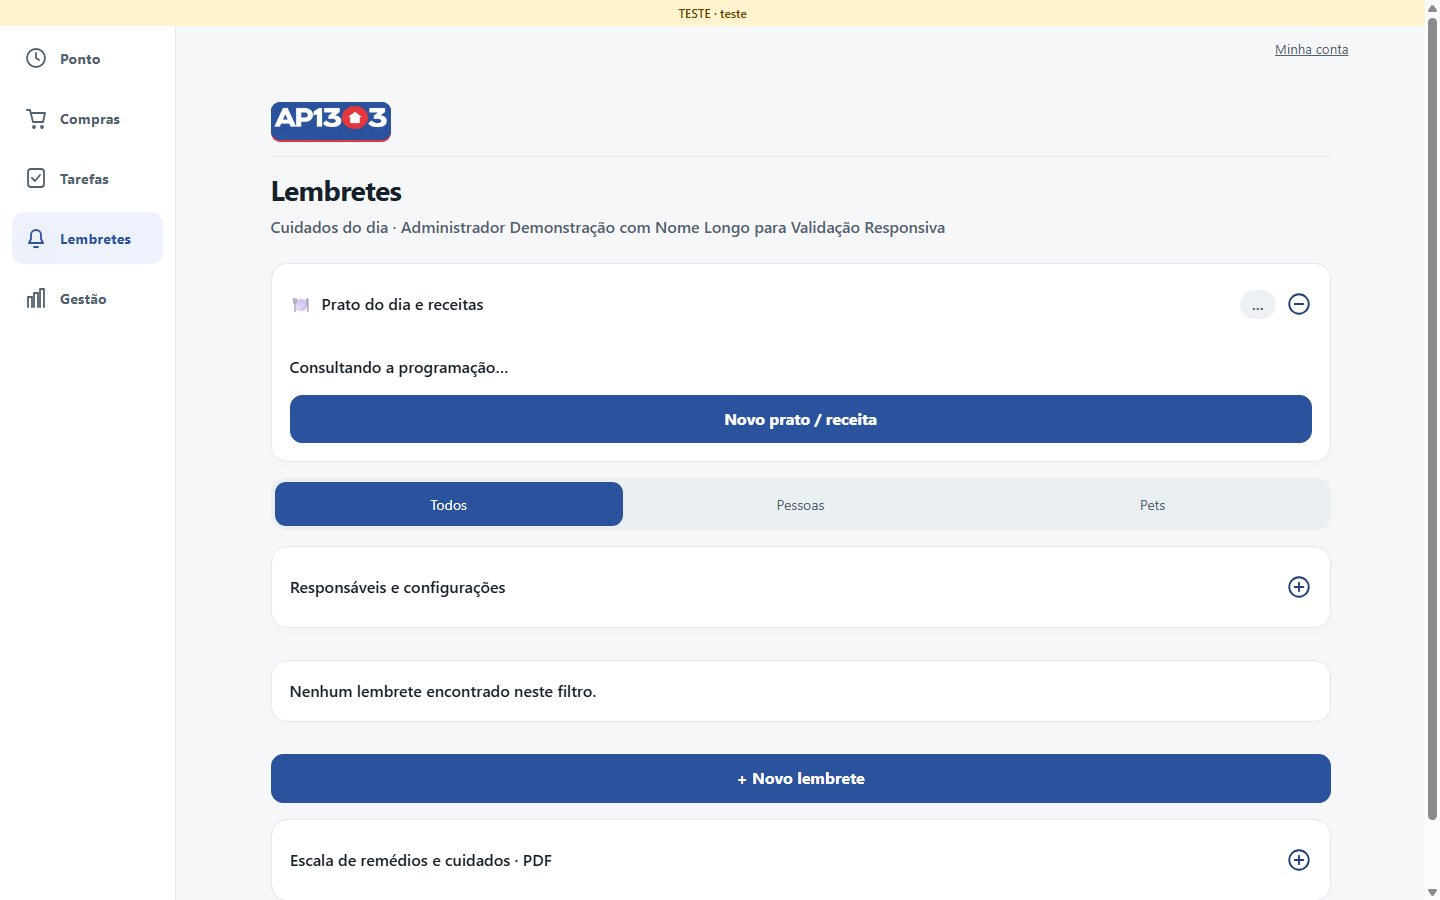 TESTE · teste
Minha conta
Ponto
Compras
Tarefas
Lembretes
Gestão
AP1303
Lembretes
Cuidados do dia · Administrador Demonstração com Nome Longo para Validação Responsiva
Prato do dia e receitas
...
Consultando a programação...
Novo prato / receita
Todos
Pessoas
Pets
Responsáveis e configurações
Nenhum lembrete encontrado neste filtro.
+ Novo lembrete
Escala de remédios e cuidados · PDF